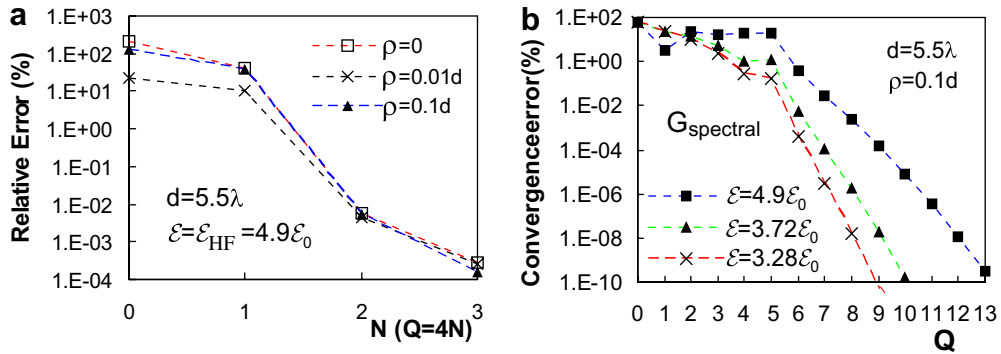 a
Relative Error (%)
1.E+03
1.E+02
1.E+01
1.E+00
1.E-01
1.E-02
1.E-03
1.E-04
0 1 2 3
N (Q=4N)
ρ=0
ρ=0.01d
ρ=0.1d
d=5.5λ
ℰ=ℰHF =4.9ℰ0
b
Convergenceerror(%)
1.E+02
1.E+00
1.E-02
1.E-04
1.E-06
1.E-08
1.E-10
0 1 2 3 4 5 6 7 8 9 10 11 12 13
Q
d=5.5λ
ρ=0.1d
Gspectral
ℰ=4.9ℰ0
ℰ=3.72ℰ0
ℰ=3.28ℰ0